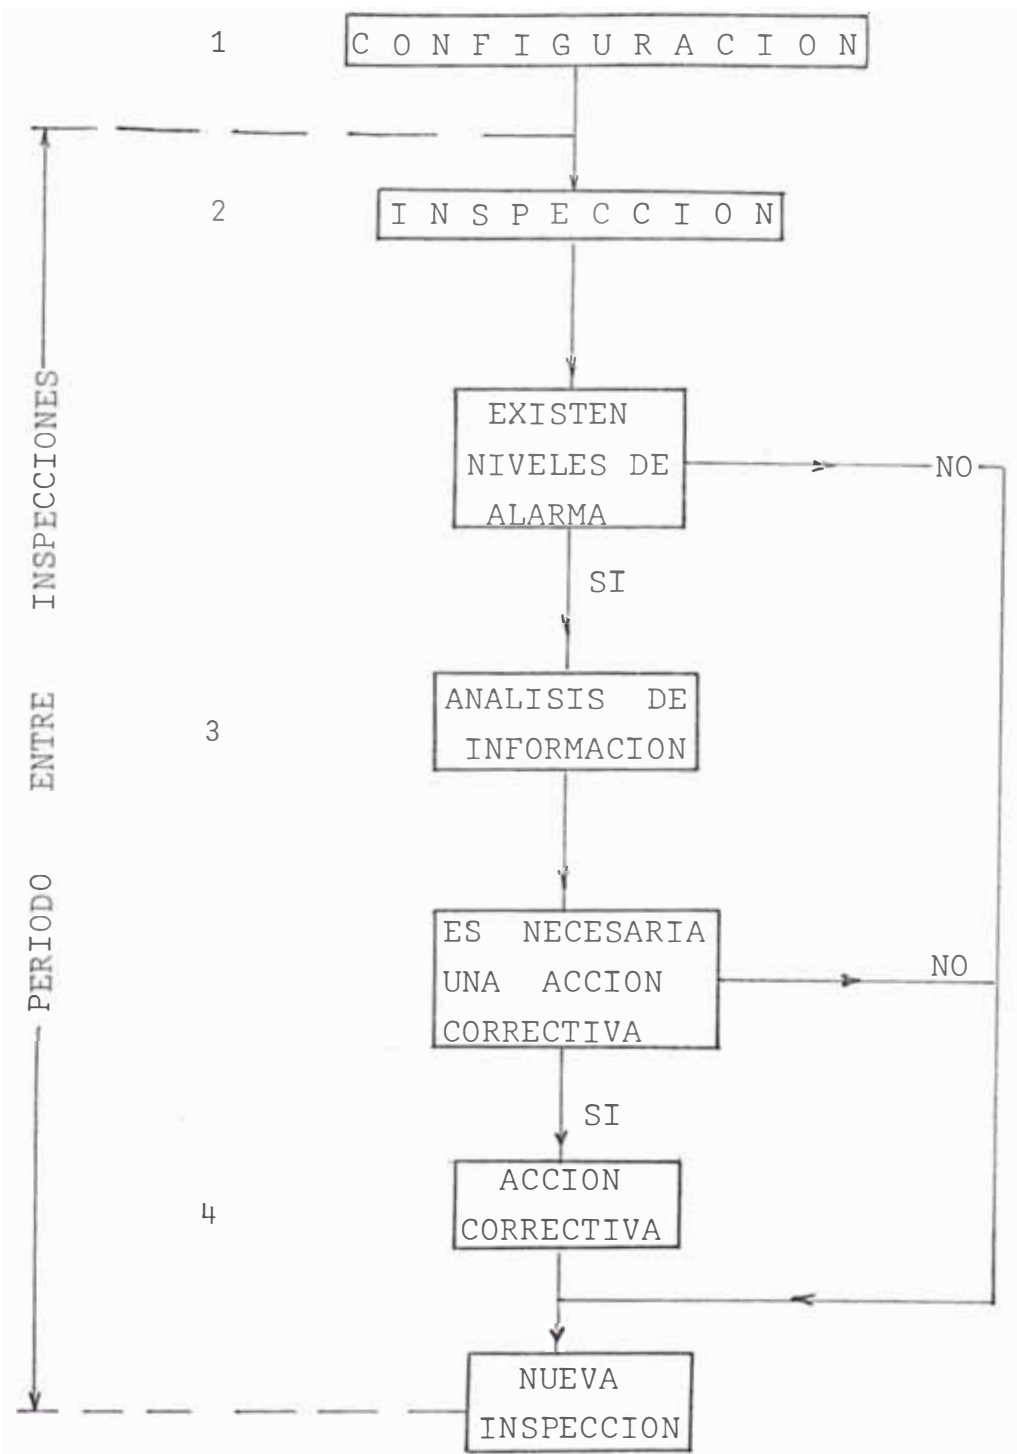 1
C O N F I G U R A C I O N
2
I N S P E C C I O N
EXISTEN
NIVELES DE
ALARMA
NO
SI
3
ANALISIS DE
INFORMACION
ES NECESARIA
UNA ACCION
CORRECTIVA
NO
SI
4
ACCION
CORRECTIVA
NUEVA
INSPECCION
PERIODO ENTRE INSPECCIONES